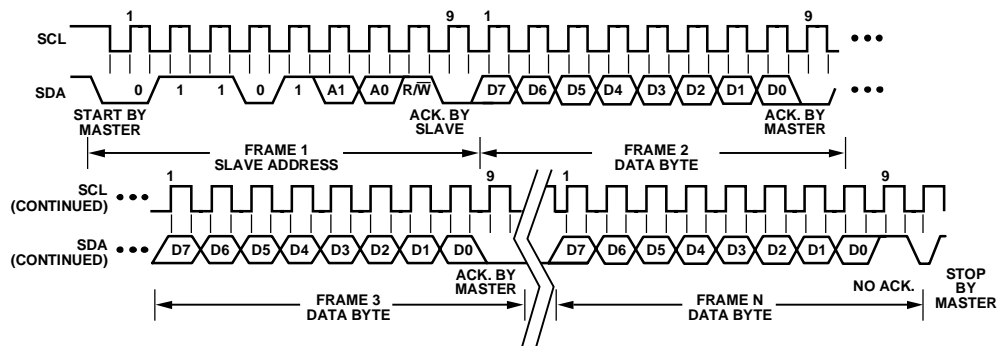 1 9 1 9
SCL
SDA 0 1 1 0 1 A1 A0 R/W̅ D7 D6 D5 D4 D3 D2 D1 D0
START BY MASTER
ACK. BY SLAVE
ACK. BY MASTER
FRAME 1
SLAVE ADDRESS
FRAME 2
DATA BYTE
1 9 1 9
SCL
(CONTINUED)
SDA
(CONTINUED)
D7 D6 D5 D4 D3 D2 D1 D0 D7 D6 D5 D4 D3 D2 D1 D0
ACK. BY
MASTER
NO ACK.
STOP
BY
MASTER
FRAME 3
DATA BYTE
FRAME N
DATA BYTE